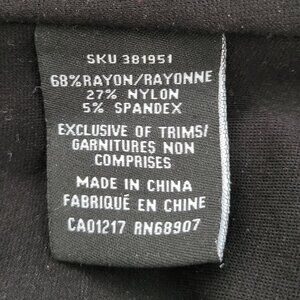 SKU 381951
68%RAYON/RAYONNE
27% NYLON
5% SPANDEX
EXCLUSIVE OF TRIMS/
GARNITURES NON
COMPRISES
MADE IN CHINA
FABRIQUÉ EN CHINE
CA01217 RN68907